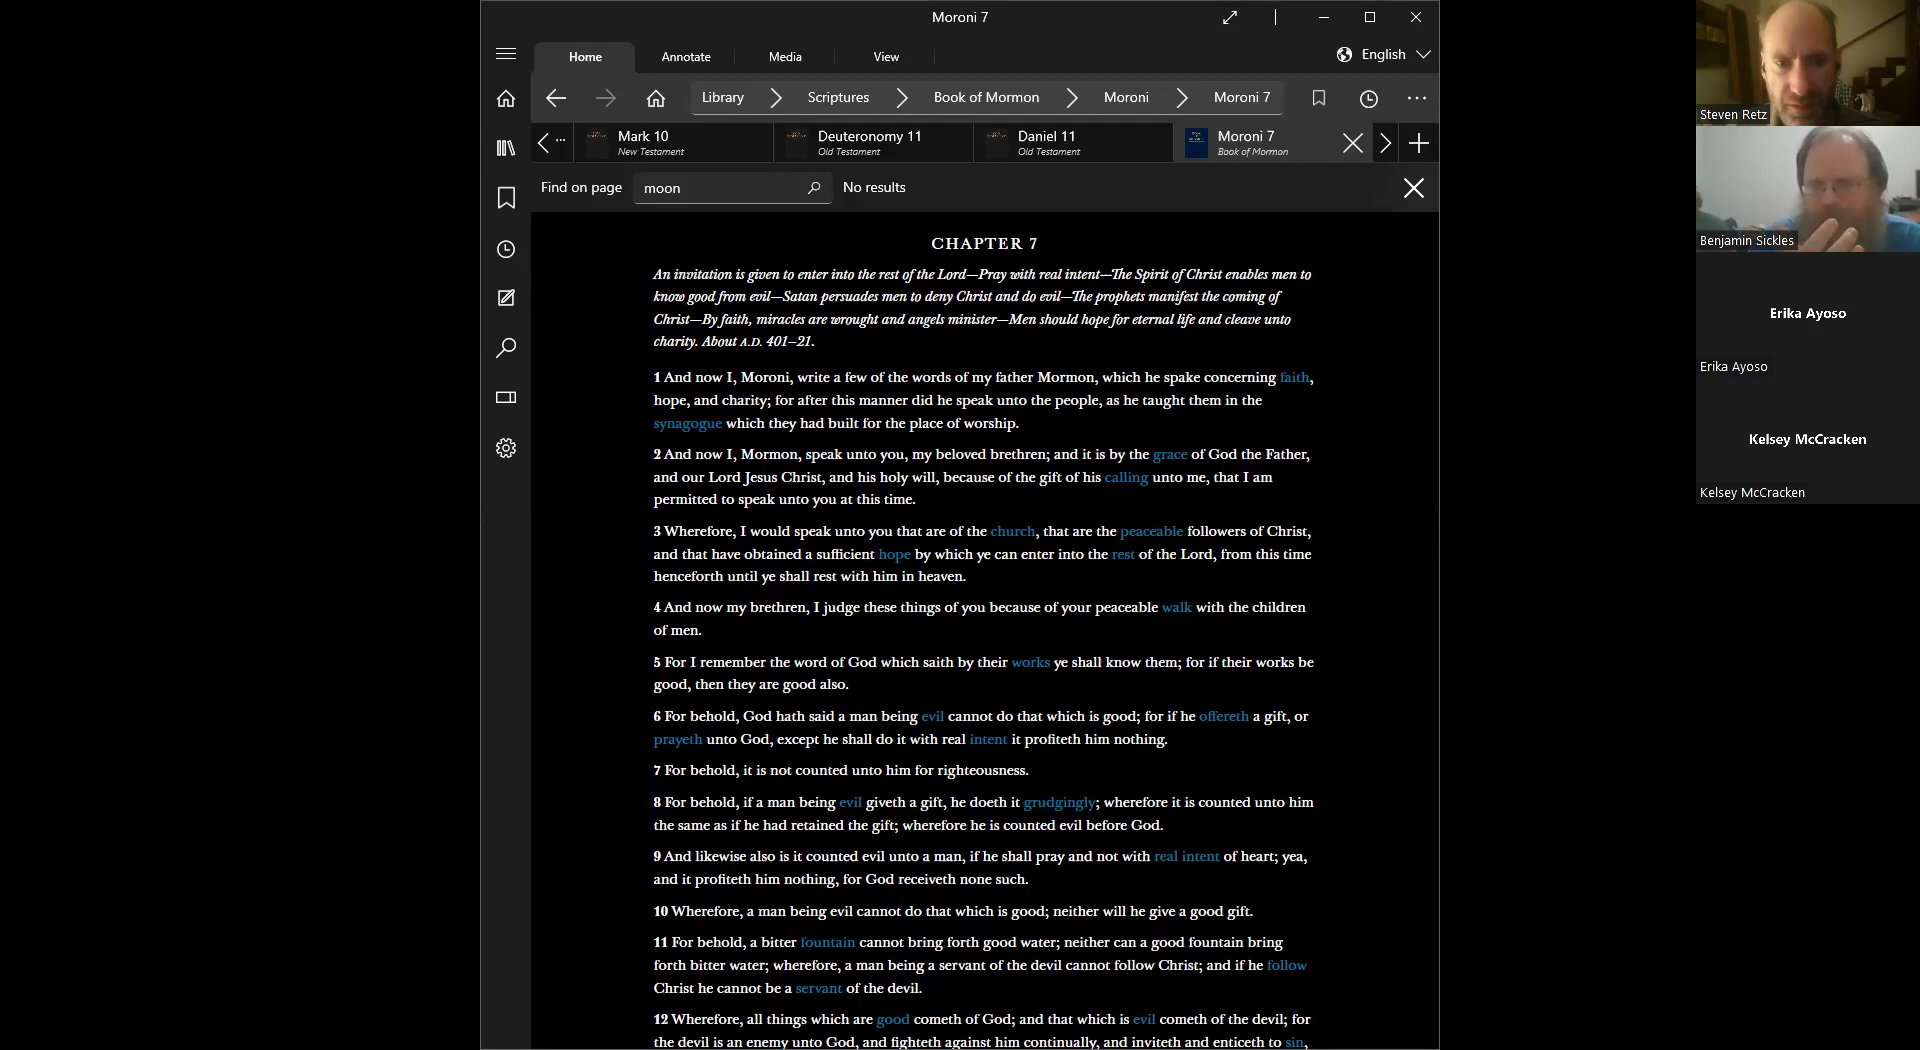 Moroni 7
Home Annotate Media View English
Library Scriptures Book of Mormon Moroni Moroni 7
Mark 10
New Testament
Deuteronomy 11
Old Testament
Daniel 11
Old Testament
Moroni 7
Book of Mormon
Find on page moon No results
CHAPTER 7
An invitation is given to enter into the rest of the Lord—Pray with real intent—The Spirit of Christ enables men to
know good from evil—Satan persuades men to deny Christ and do evil—The prophets manifest the coming of
Christ—By faith, miracles are wrought and angels minister—Men should hope for eternal life and cleave unto
charity. About A.D. 401–21.
1 And now I, Moroni, write a few of the words of my father Mormon, which he spake concerning faith,
hope, and charity; for after this manner did he speak unto the people, as he taught them in the
synagogue which they had built for the place of worship.
2 And now I, Mormon, speak unto you, my beloved brethren; and it is by the grace of God the Father,
and our Lord Jesus Christ, and his holy will, because of the gift of his calling unto me, that I am
permitted to speak unto you at this time.
3 Wherefore, I would speak unto you that are of the church, that are the peaceable followers of Christ,
and that have obtained a sufficient hope by which ye can enter into the rest of the Lord, from this time
henceforth until ye shall rest with him in heaven.
4 And now my brethren, I judge these things of you because of your peaceable walk with the children
of men.
5 For I remember the word of God which saith by their works ye shall know them; for if their works be
good, then they are good also.
6 For behold, God hath said a man being evil cannot do that which is good; for if he offereth a gift, or
prayeth unto God, except he shall do it with real intent it profiteth him nothing.
7 For behold, it is not counted unto him for righteousness.
8 For behold, if a man being evil giveth a gift, he doeth it grudgingly; wherefore it is counted unto him
the same as if he had retained the gift; wherefore he is counted evil before God.
9 And likewise also is it counted evil unto a man, if he shall pray and not with real intent of heart; yea,
and it profiteth him nothing, for God receiveth none such.
10 Wherefore, a man being evil cannot do that which is good; neither will he give a good gift.
11 For behold, a bitter fountain cannot bring forth good water; neither can a good fountain bring
forth bitter water; wherefore, a man being a servant of the devil cannot follow Christ; and if he follow
Christ he cannot be a servant of the devil.
12 Wherefore, all things which are good cometh of God; and that which is evil cometh of the devil; for
the devil is an enemy unto God, and fighteth against him continually, and inviteth and enticeth to sin,
Steven Retz
Benjamin Sickles
Erika Ayoso
Erika Ayoso
Kelsey McCracken
Kelsey McCracken